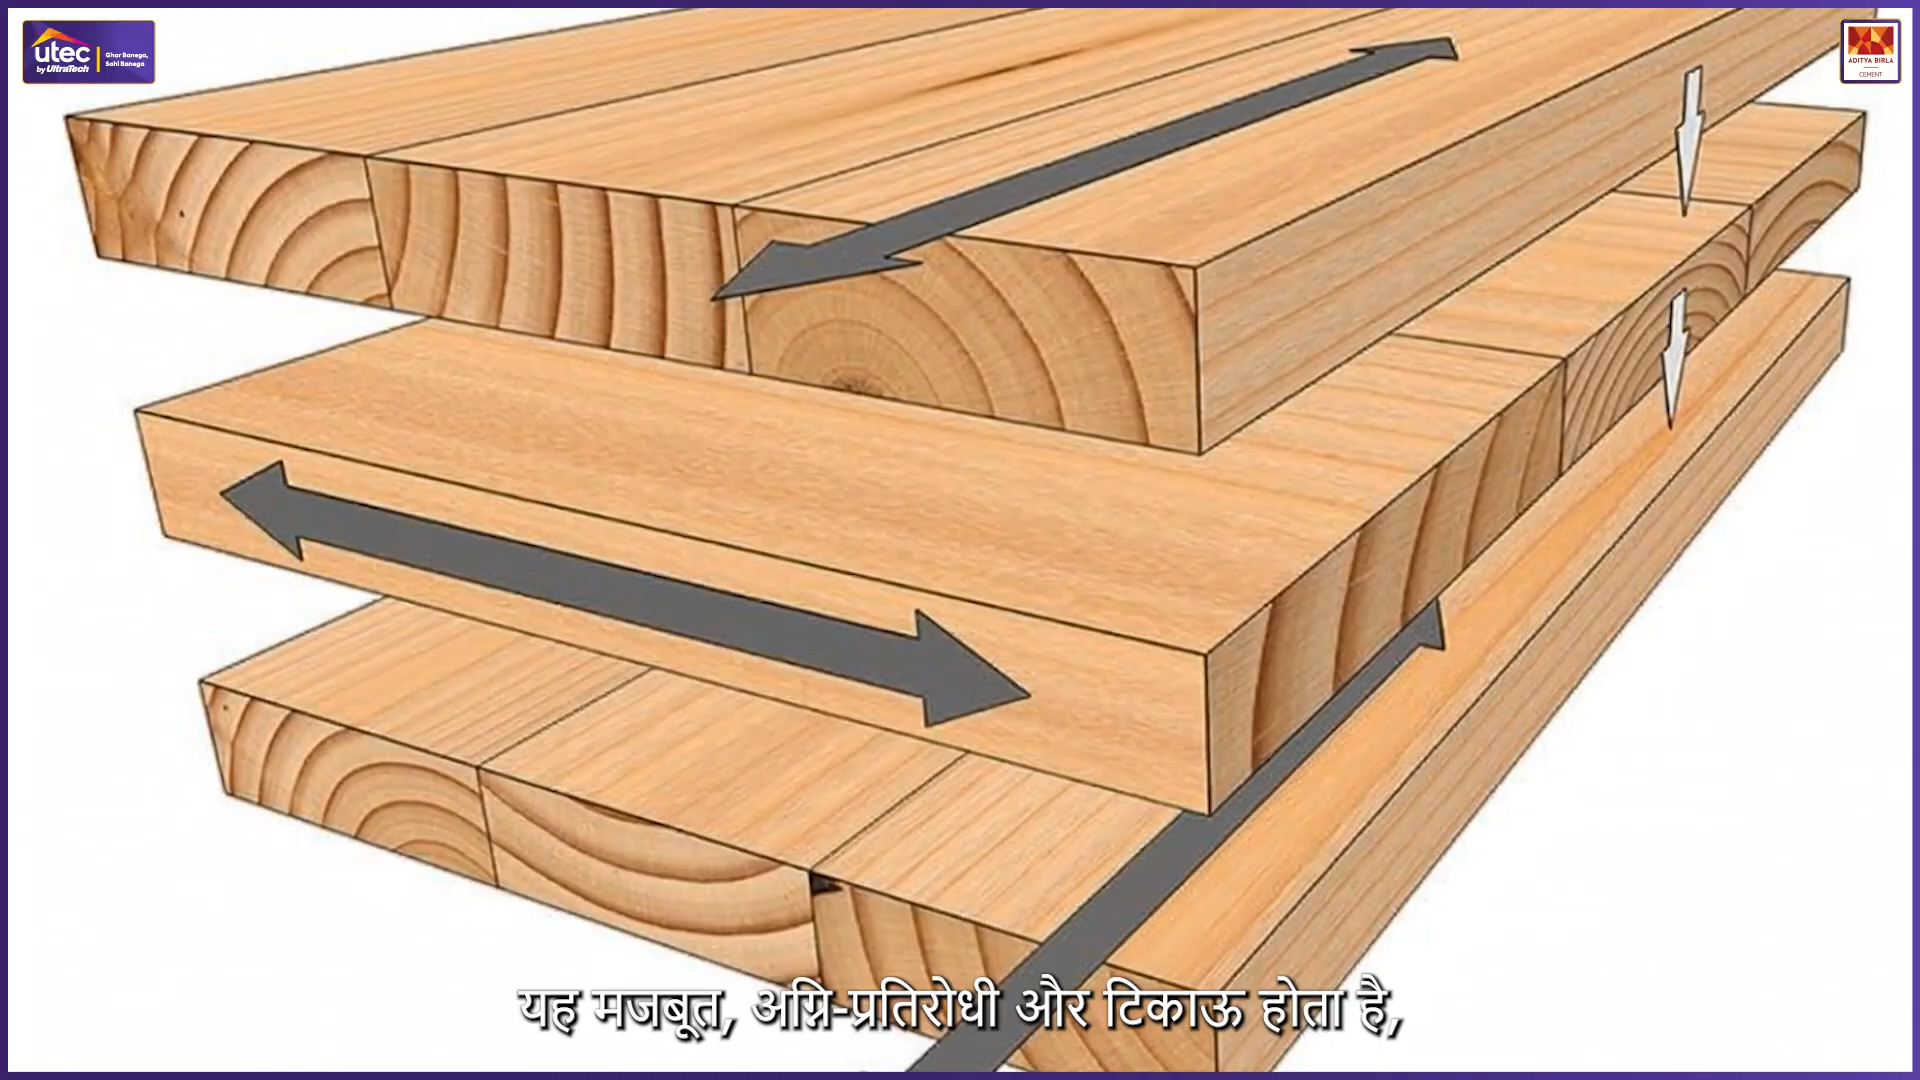 utec
by UltraTech
Ghar Banega,
Sahi Banega
ADITYA BIRLA
CEMENT
यह मजबूत, अग्नि-प्रतिरोधी और टिकाऊ होता है,